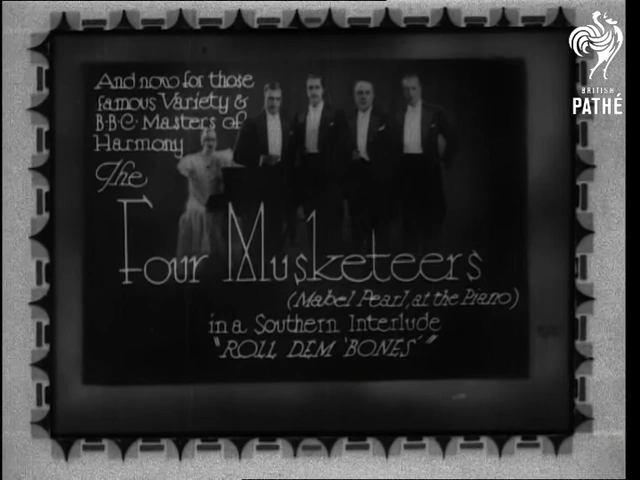 And now for those
famous Variety &
B·B·C· Masters of
Harmony
The
Four Musketeers
(Mabel Pearl, at the Piano)
in a Southern Interlude
"ROLL DEM 'BONES'"
BRITISH
PATHÉ